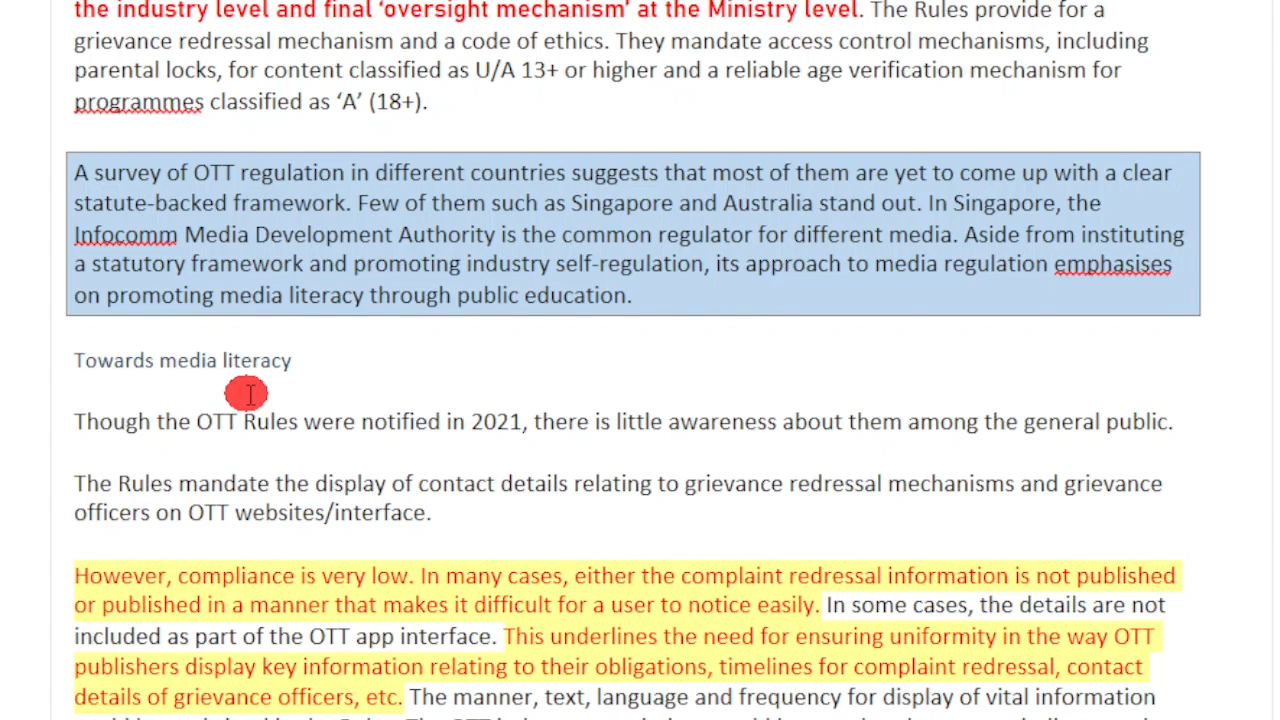 the industry level and final ‘oversight mechanism’ at the Ministry level. The Rules provide for a
grievance redressal mechanism and a code of ethics. They mandate access control mechanisms, including
parental locks, for content classified as U/A 13+ or higher and a reliable age verification mechanism for
programmes classified as ‘A’ (18+).
A survey of OTT regulation in different countries suggests that most of them are yet to come up with a clear
statute-backed framework. Few of them such as Singapore and Australia stand out. In Singapore, the
Infocomm Media Development Authority is the common regulator for different media. Aside from instituting
a statutory framework and promoting industry self-regulation, its approach to media regulation emphasises
on promoting media literacy through public education.
Towards media literacy
Though the OTT Rules were notified in 2021, there is little awareness about them among the general public.
The Rules mandate the display of contact details relating to grievance redressal mechanisms and grievance
officers on OTT websites/interface.
However, compliance is very low. In many cases, either the complaint redressal information is not published
or published in a manner that makes it difficult for a user to notice easily. In some cases, the details are not
included as part of the OTT app interface. This underlines the need for ensuring uniformity in the way OTT
publishers display key information relating to their obligations, timelines for complaint redressal, contact
details of grievance officers, etc. The manner, text, language and frequency for display of vital information